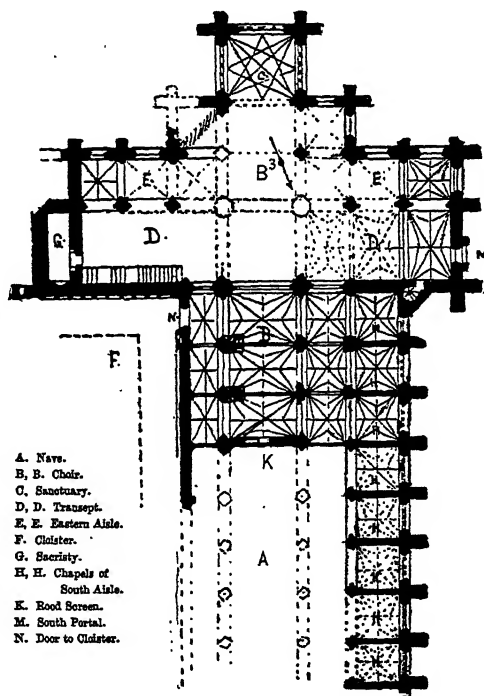 C
B³
E
E
G
D
D
N
N
B
F
K
A
H
H
H
H
H
H
A. Nave.
B, B. Choir.
C, Sanctuary.
D, D. Transept.
E, E. Eastern Aisle.
F. Cloister.
G. Sacristy.
H, H. Chapels of
South Aisle.
K. Rood Screen.
M. South Portal.
N. Door to Cloister.